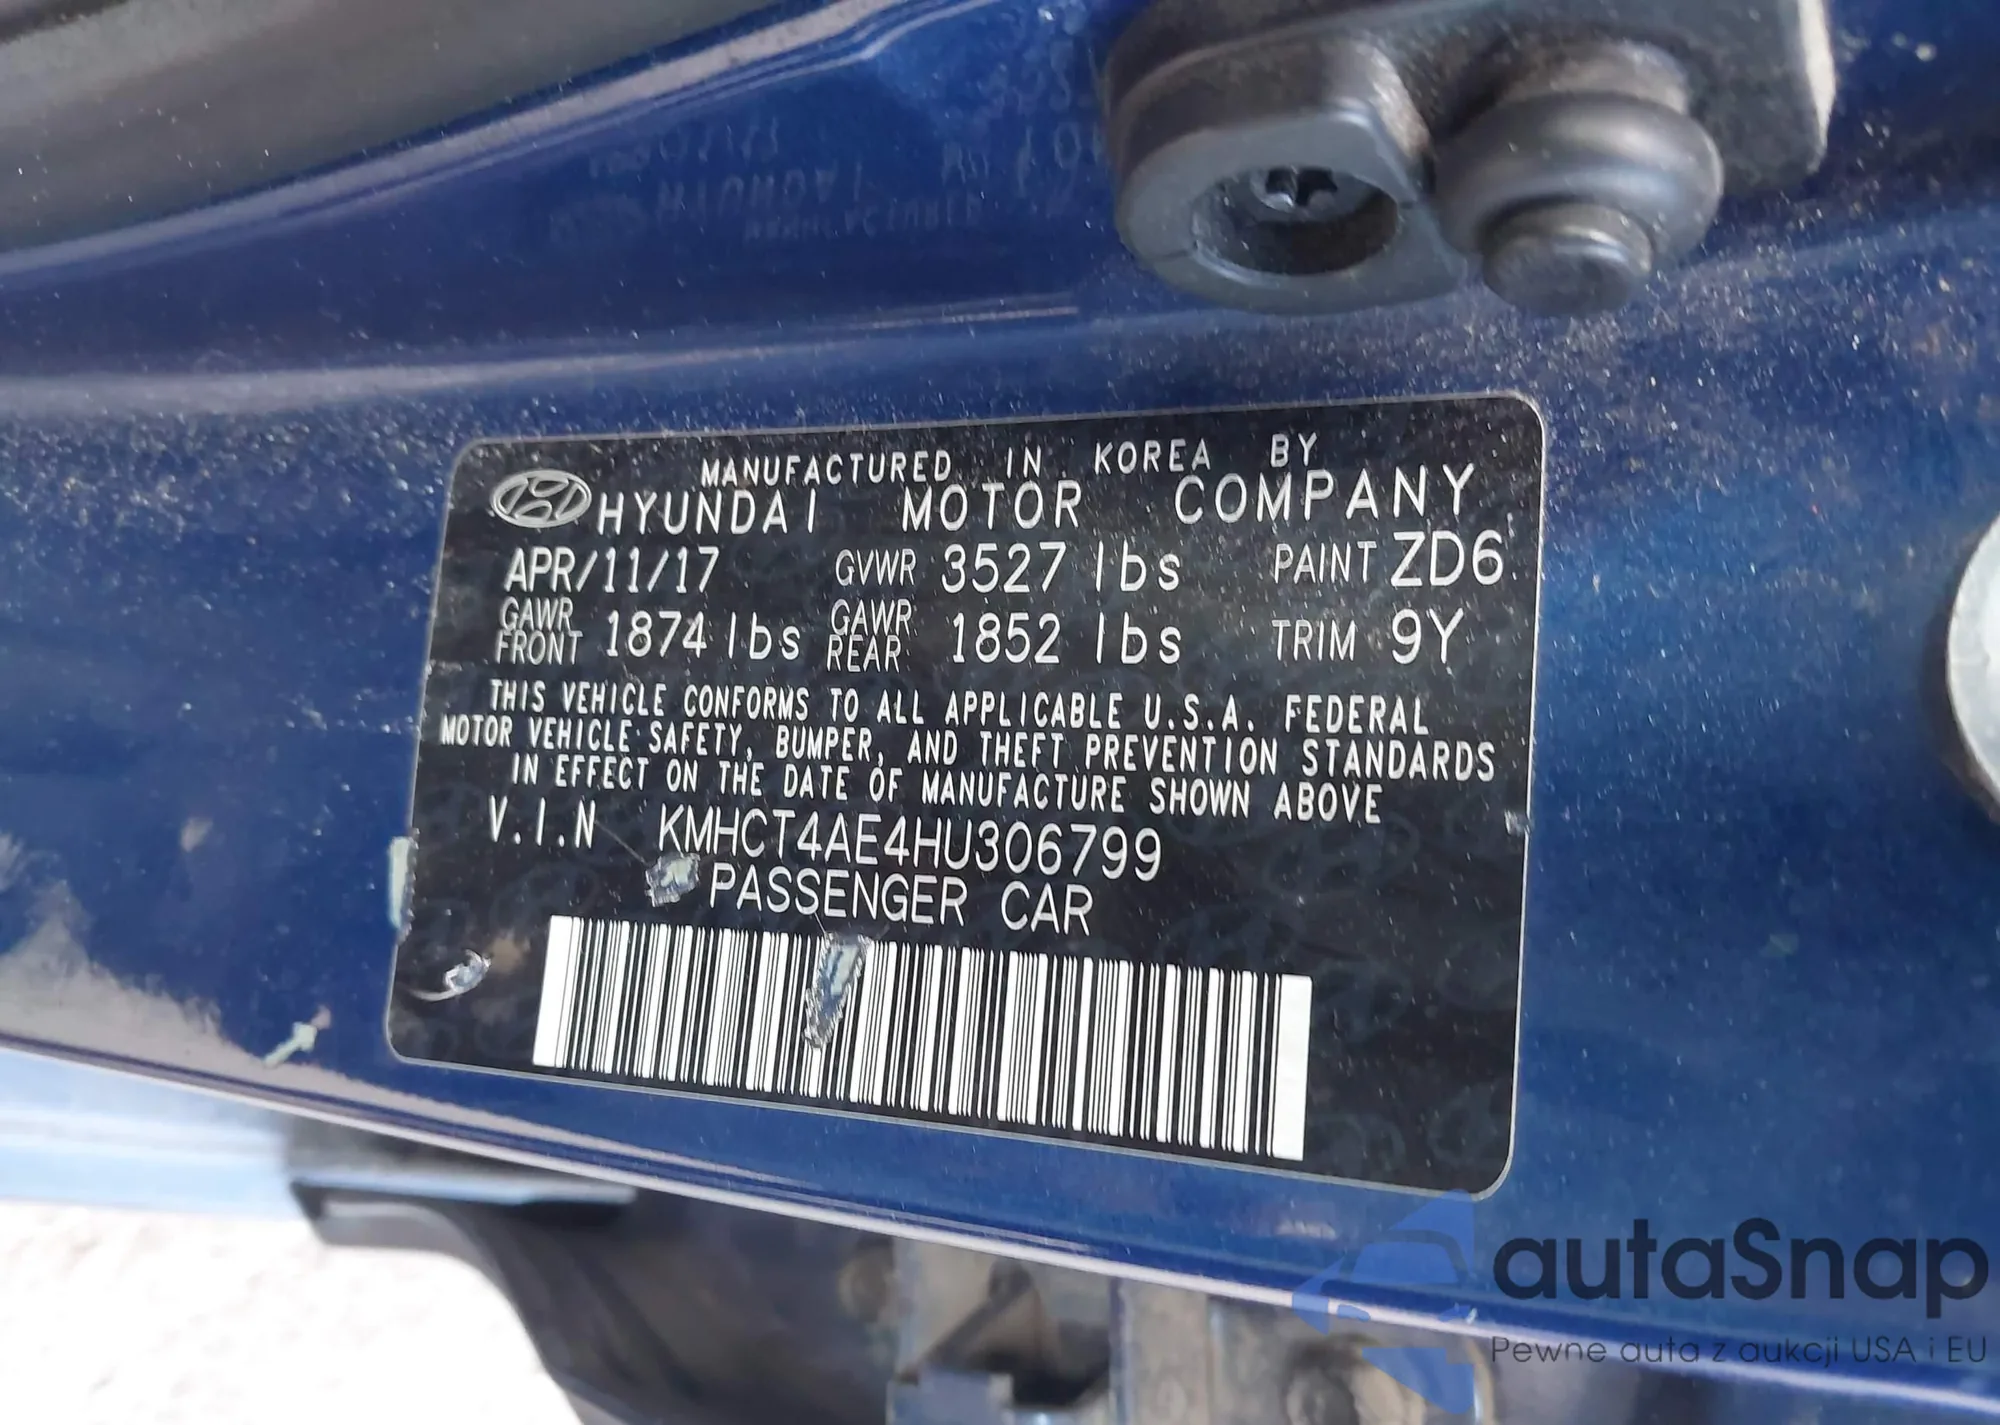 MANUFACTURED IN KOREA BY
HYUNDAI MOTOR COMPANY
APR/11/17 GVWR 3527 lbs PAINT ZD6
GAWR FRONT 1874 lbs GAWR REAR 1852 lbs TRIM 9Y
THIS VEHICLE CONFORMS TO ALL APPLICABLE U.S.A. FEDERAL
MOTOR VEHICLE SAFETY, BUMPER, AND THEFT PREVENTION STANDARDS
IN EFFECT ON THE DATE OF MANUFACTURE SHOWN ABOVE
V.I.N KMHCT4AE4HU306799
PASSENGER CAR
autaSnap
Pewne auta z aukcji USA i EU